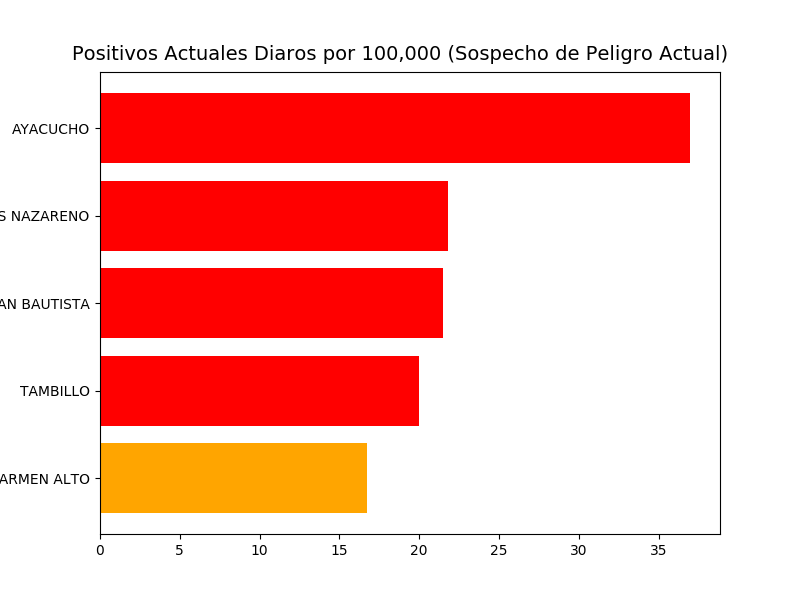 Positivos Actuales Diaros por 100,000 (Sospecho de Peligro Actual)
AYACUCHO
S NAZARENO
AN BAUTISTA
TAMBILLO
ARMEN ALTO
0 5 10 15 20 25 30 35